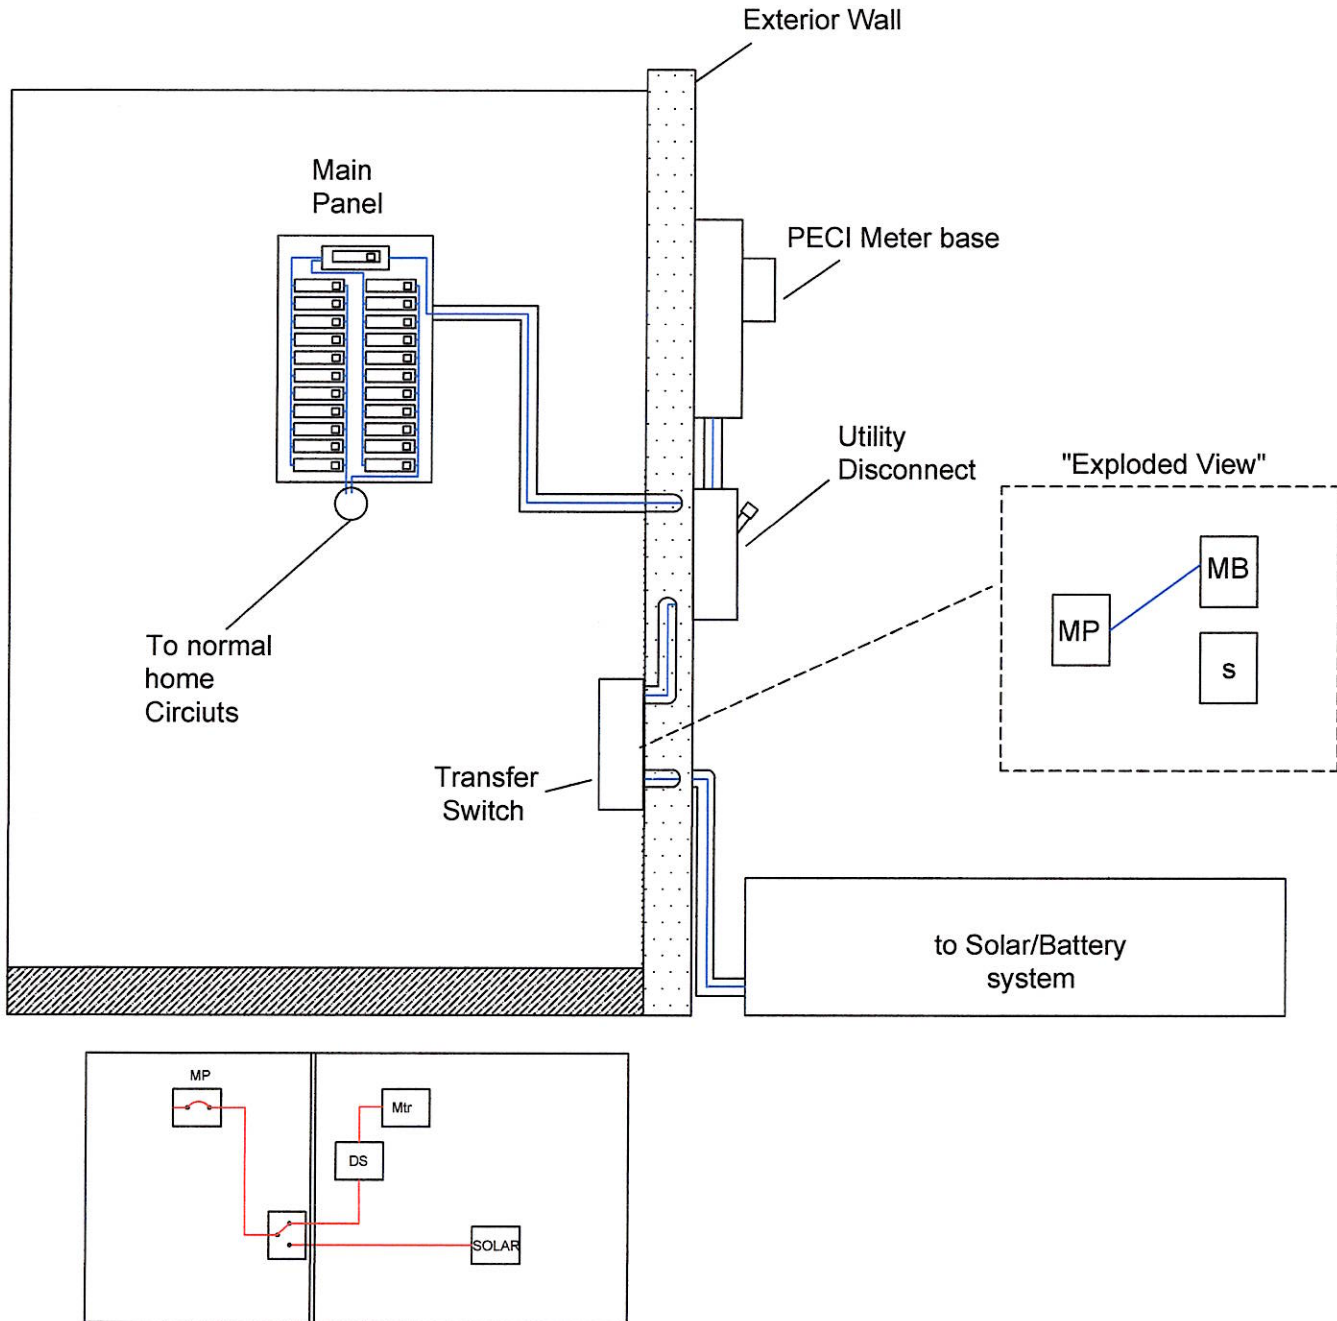 Exterior Wall
Main
Panel
PECI Meter base
Utility
Disconnect
"Exploded View"
MB
MP
s
To normal
home
Circiuts
Transfer
Switch
to Solar/Battery
system
MP
Mtr
DS
SOLAR